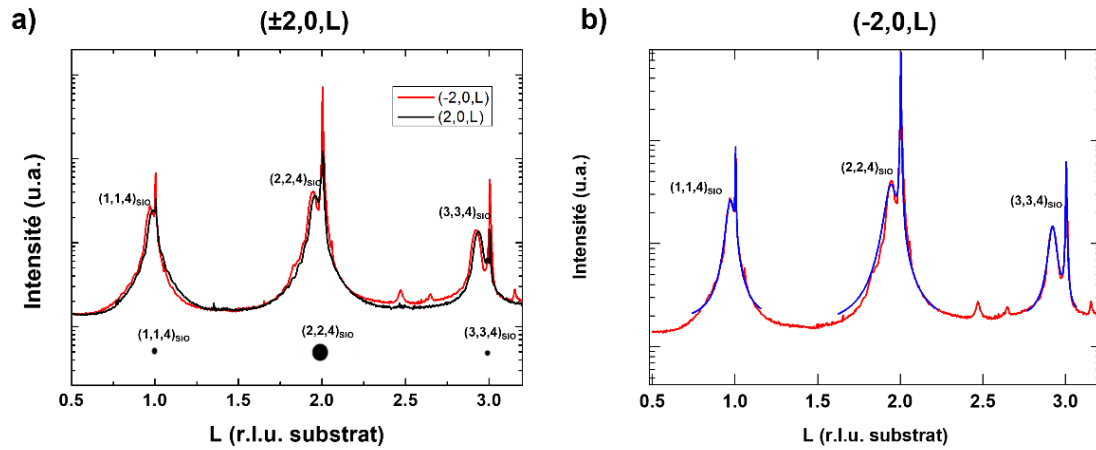 a)
(±2,0,L)
Intensité (u.a.)
(-2,0,L)
(2,0,L)
(1,1,4)SIO
(2,2,4)SIO
(3,3,4)SIO
(1,1,4)SIO
(2,2,4)SIO
(3,3,4)SIO
0.5 1.0 1.5 2.0 2.5 3.0
L (r.l.u. substrat)
b)
(-2,0,L)
Intensité (u.a.)
(1,1,4)SIO
(2,2,4)SIO
(3,3,4)SIO
0.5 1.0 1.5 2.0 2.5 3.0
L (r.l.u. substrat)